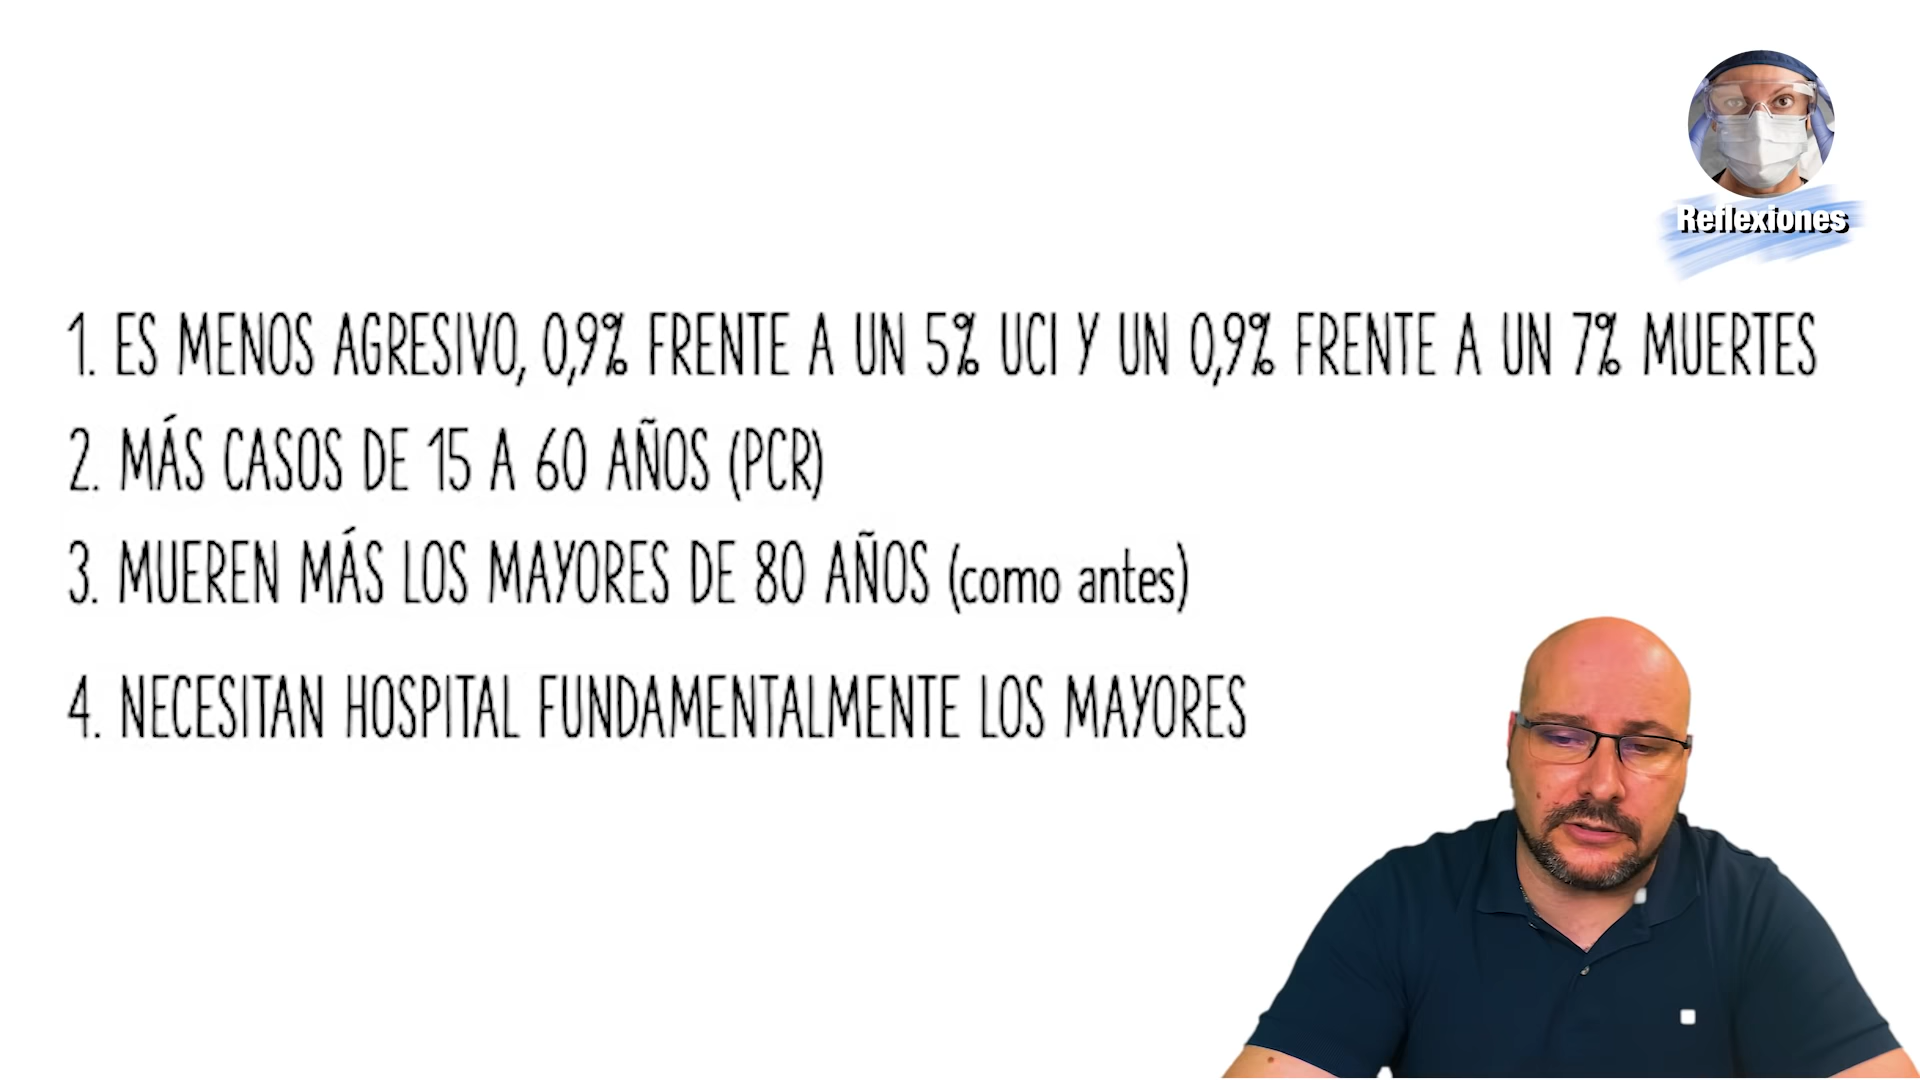 Reflexiones
1. ES MENOS AGRESIVO, 0,9% FRENTE A UN 5% UCI Y UN 0,9% FRENTE A UN 7% MUERTES
2. MÁS CASOS DE 15 A 60 AÑOS (PCR)
3. MUEREN MÁS LOS MAYORES DE 80 AÑOS (como antes)
4. NECESITAN HOSPITAL FUNDAMENTALMENTE LOS MAYORES